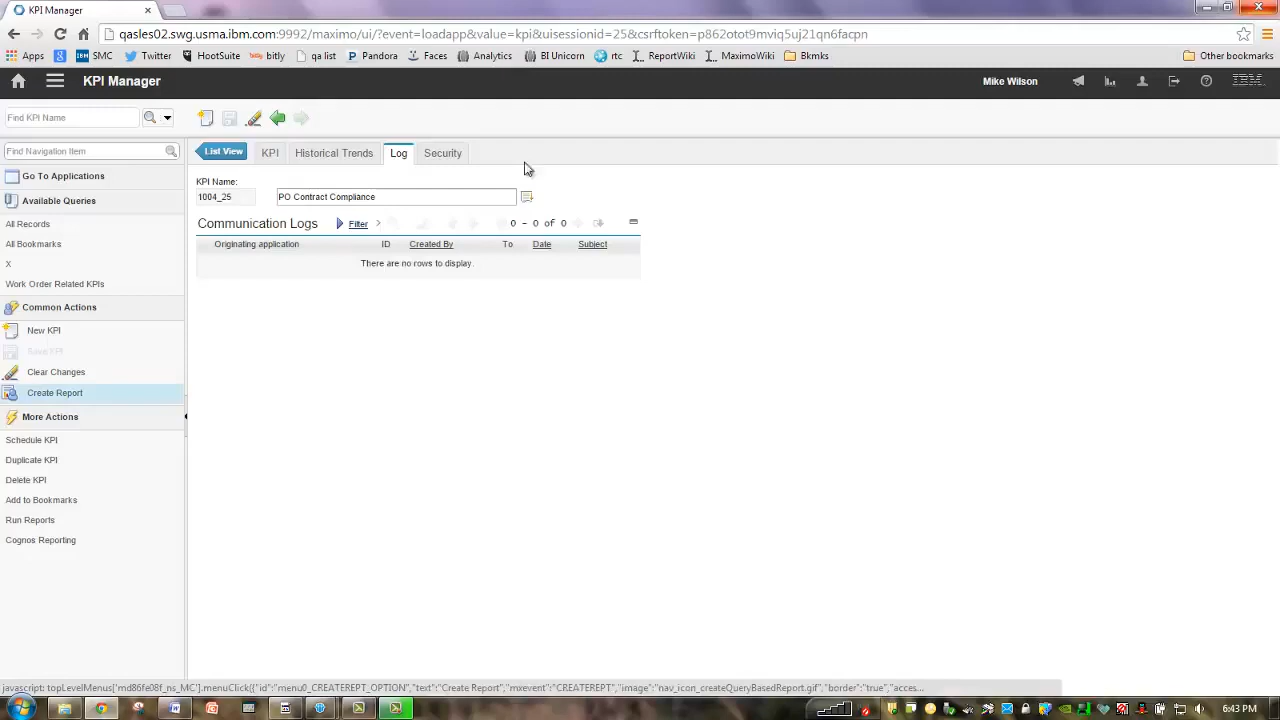 KPI Manager
qasles02.swg.usma.ibm.com:9992/maximo/ui/?event=loadapp&value=kpi&uisessionid=25&csrftoken=p862otot9mviq5uj21qn6facpn
Apps SMC Twitter HootSuite bitly qa list Pandora Faces Analytics BI Unicorn rtc ReportWiki MaximoWiki Bkmks Other bookmarks
KPI Manager Mike Wilson IBM
Find KPI Name
Find Navigation Item List View KPI Historical Trends Log Security
Go To Applications
Available Queries
All Records
All Bookmarks
X
Work Order Related KPIs
Common Actions
New KPI
Save KPI
Clear Changes
Create Report
More Actions
Schedule KPI
Duplicate KPI
Delete KPI
Add to Bookmarks
Run Reports
Cognos Reporting
KPI Name:
1004_25 PO Contract Compliance
Communication Logs Filter 0 - 0 of 0
Originating application ID Created By To Date Subject
There are no rows to display.
javascript: topLevelMenus['md86fe08f_ns_MC'].menuClick({"id":"menu0_CREATEREPT_OPTION","text":"Create Report","mxevent":"CREATEREPT","image":"nav_icon_createQueryBasedReport.gif","border":"true","acces...
6:43 PM